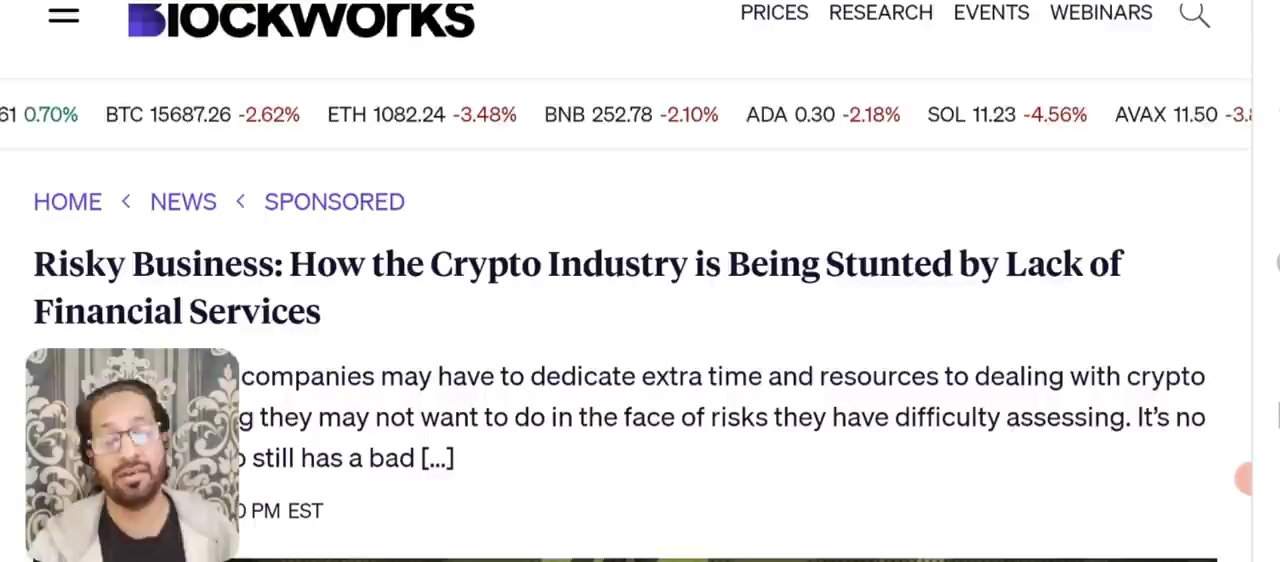 Blockworks
PRICES RESEARCH EVENTS WEBINARS
61 0.70% BTC 15687.26 -2.62% ETH 1082.24 -3.48% BNB 252.78 -2.10% ADA 0.30 -2.18% SOL 11.23 -4.56% AVAX 11.50 -3.
HOME < NEWS < SPONSORED
Risky Business: How the Crypto Industry is Being Stunted by Lack of
Financial Services
companies may have to dedicate extra time and resources to dealing with crypto
g they may not want to do in the face of risks they have difficulty assessing. It’s no
still has a bad [...]
PM EST